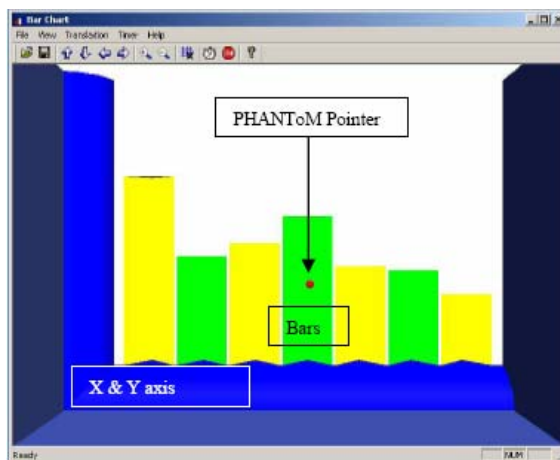 Bar Chart
File View Translation Timer Help
PHANToM Pointer
Bars
X & Y axis
Ready
NUM